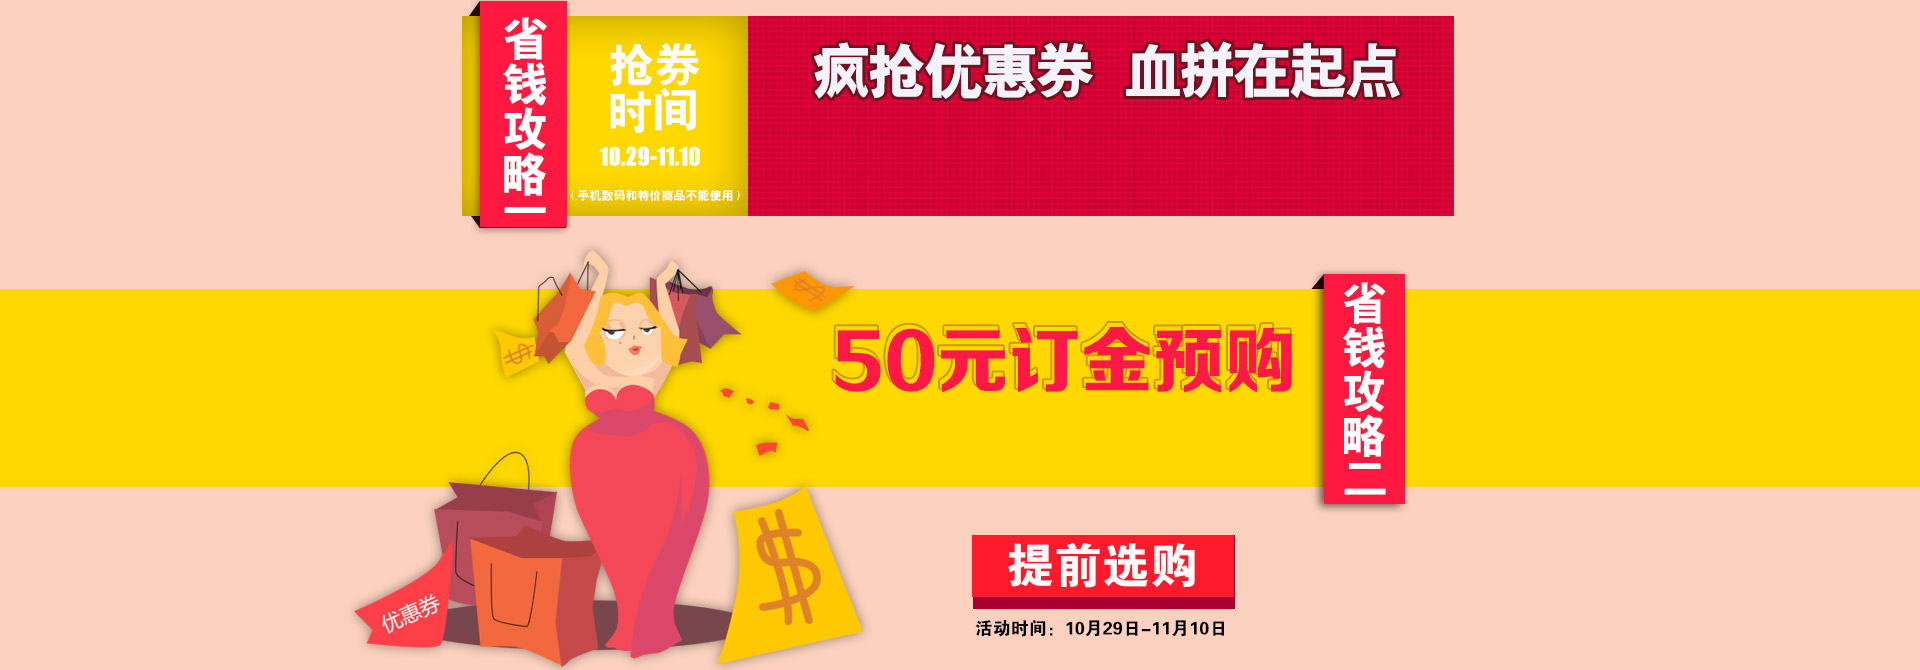 省钱攻略一
抢券
时间
10.29-11.10
(手机数码和特价商品不能使用)
疯抢优惠券 血拼在起点
50元订金预购
省钱攻略二
$
$
优惠券
$
提前选购
活动时间：10月29日-11月10日